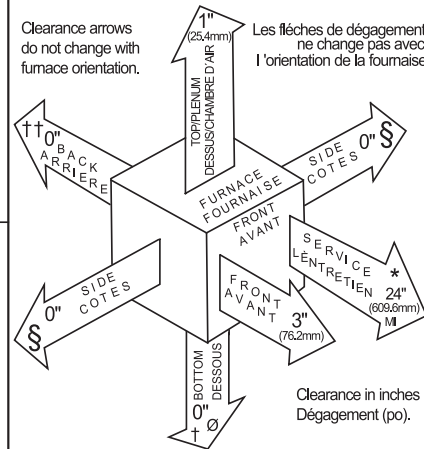 Clearance arrows
do not change with
furnace orientation.
Les fléches de dégagement
ne change pas avec
l 'orientation de la fournaise
1"
(25.4mm)
TOP/PLENUM
DESSUS/CHAMBRE D'AIR
††0"
BACK
ARRIÈRE
SIDE
COTES
0" §
FURNACE
FOURNAISE
FRONT
AVANT
SERVICE
L'ENTRETIEN
*
24"
(609.6mm)
MI
§
0"
SIDE
COTES
FRONT
AVANT
3"
(76.2mm)
BOTTOM
DESSOUS
0"
† Ø
Clearance in inches
Dégagement (po).